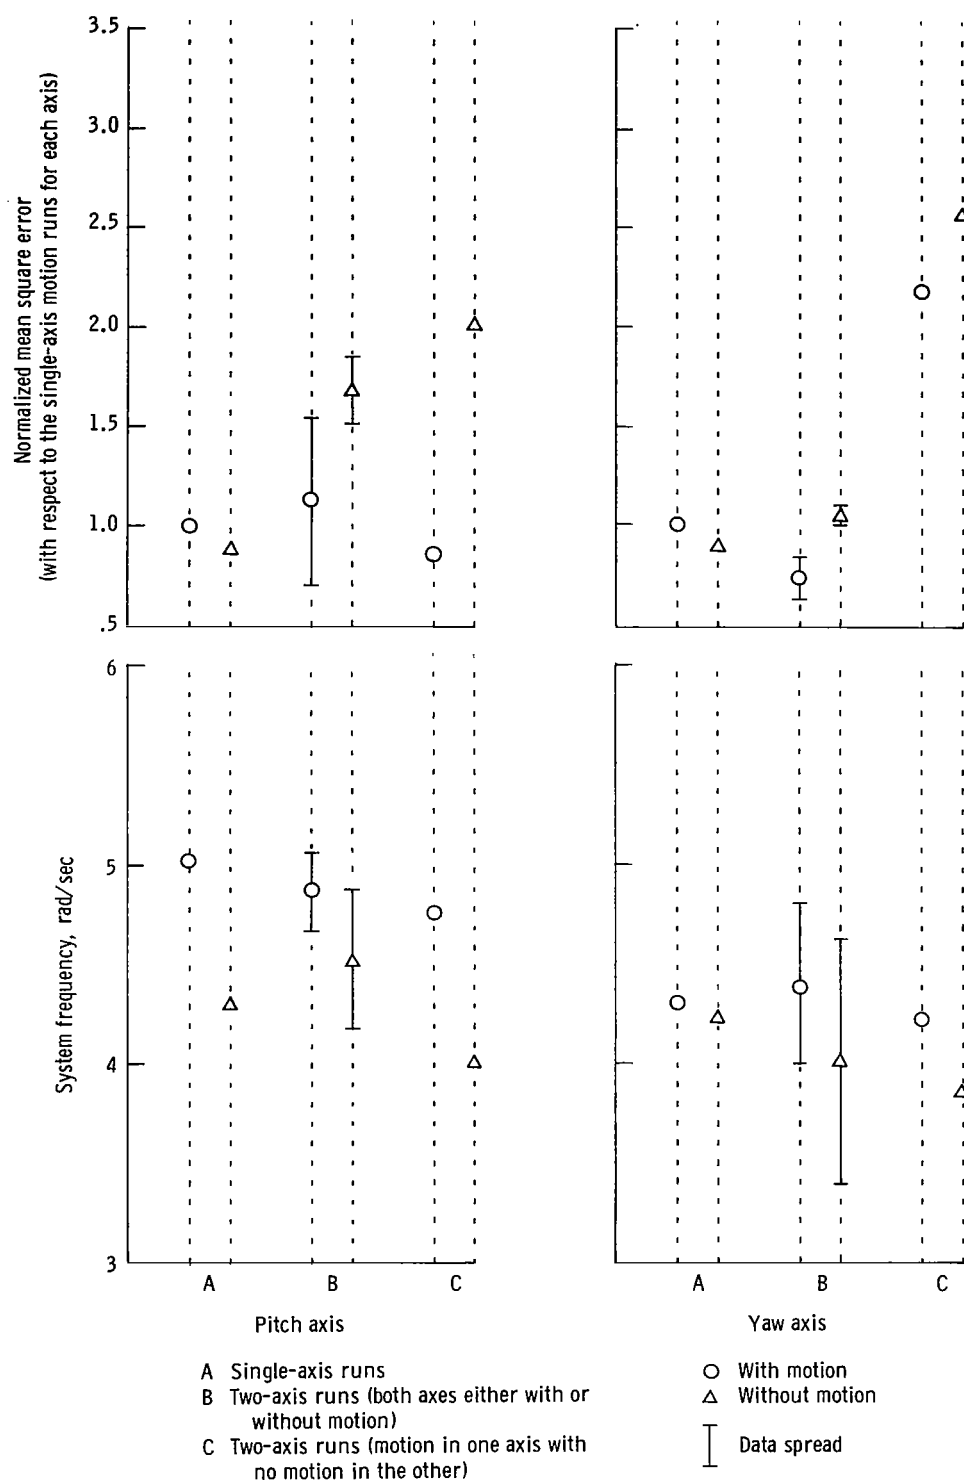 3.5
3.0
2.5
2.0
1.5
1.0
.5
Normalized mean square error
(with respect to the single-axis motion runs for each axis)
6
5
4
3
System frequency, rad/sec
A
B
C
A
B
C
Pitch axis
Yaw axis
A Single-axis runs
B Two-axis runs (both axes either with or
without motion)
C Two-axis runs (motion in one axis with
no motion in the other)
With motion
Without motion
Data spread